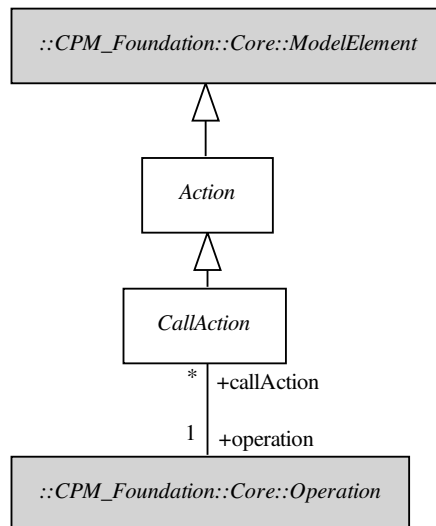 ::CPM_Foundation::Core::ModelElement
Action
CallAction
* +callAction
1 +operation
::CPM_Foundation::Core::Operation